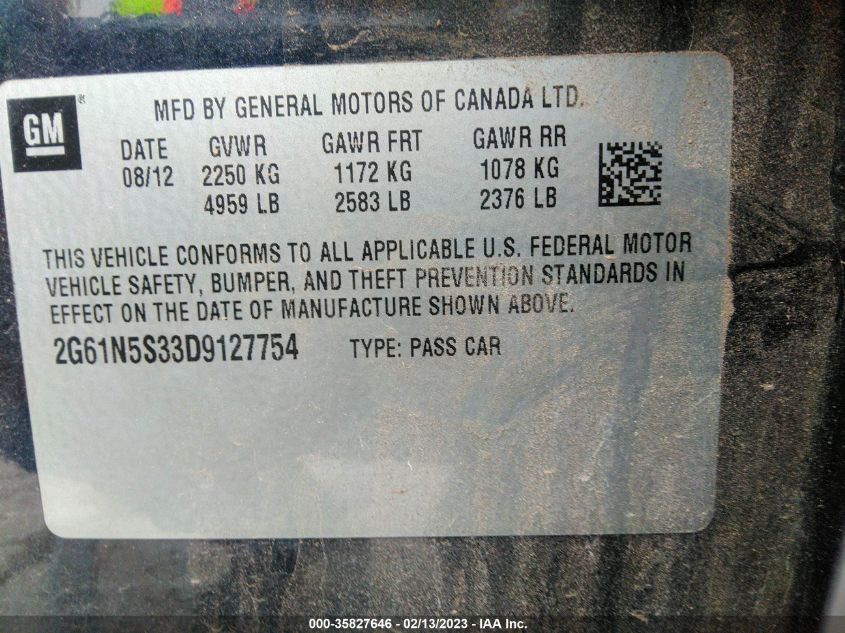 GM®
MFD BY GENERAL MOTORS OF CANADA LTD.
DATE GVWR GAWR FRT GAWR RR
08/12 2250 KG 1172 KG 1078 KG
4959 LB 2583 LB 2376 LB
THIS VEHICLE CONFORMS TO ALL APPLICABLE U.S. FEDERAL MOTOR
VEHICLE SAFETY, BUMPER, AND THEFT PREVENTION STANDARDS IN
EFFECT ON THE DATE OF MANUFACTURE SHOWN ABOVE.
2G61N5S33D9127754 TYPE: PASS CAR
000-35827646 - 02/13/2023 - IAA Inc.